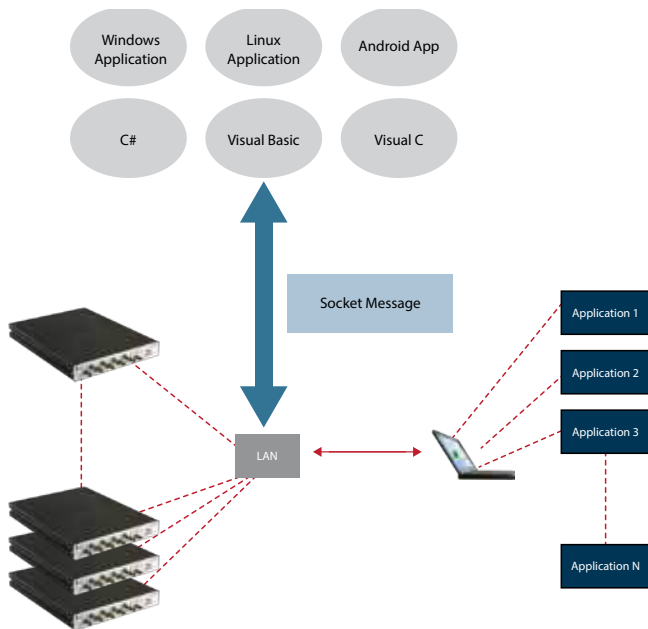 Windows
Application
Linux
Application
Android App
C#
Visual Basic
Visual C
Socket Message
Application 1
Application 2
Application 3
LAN
Application N